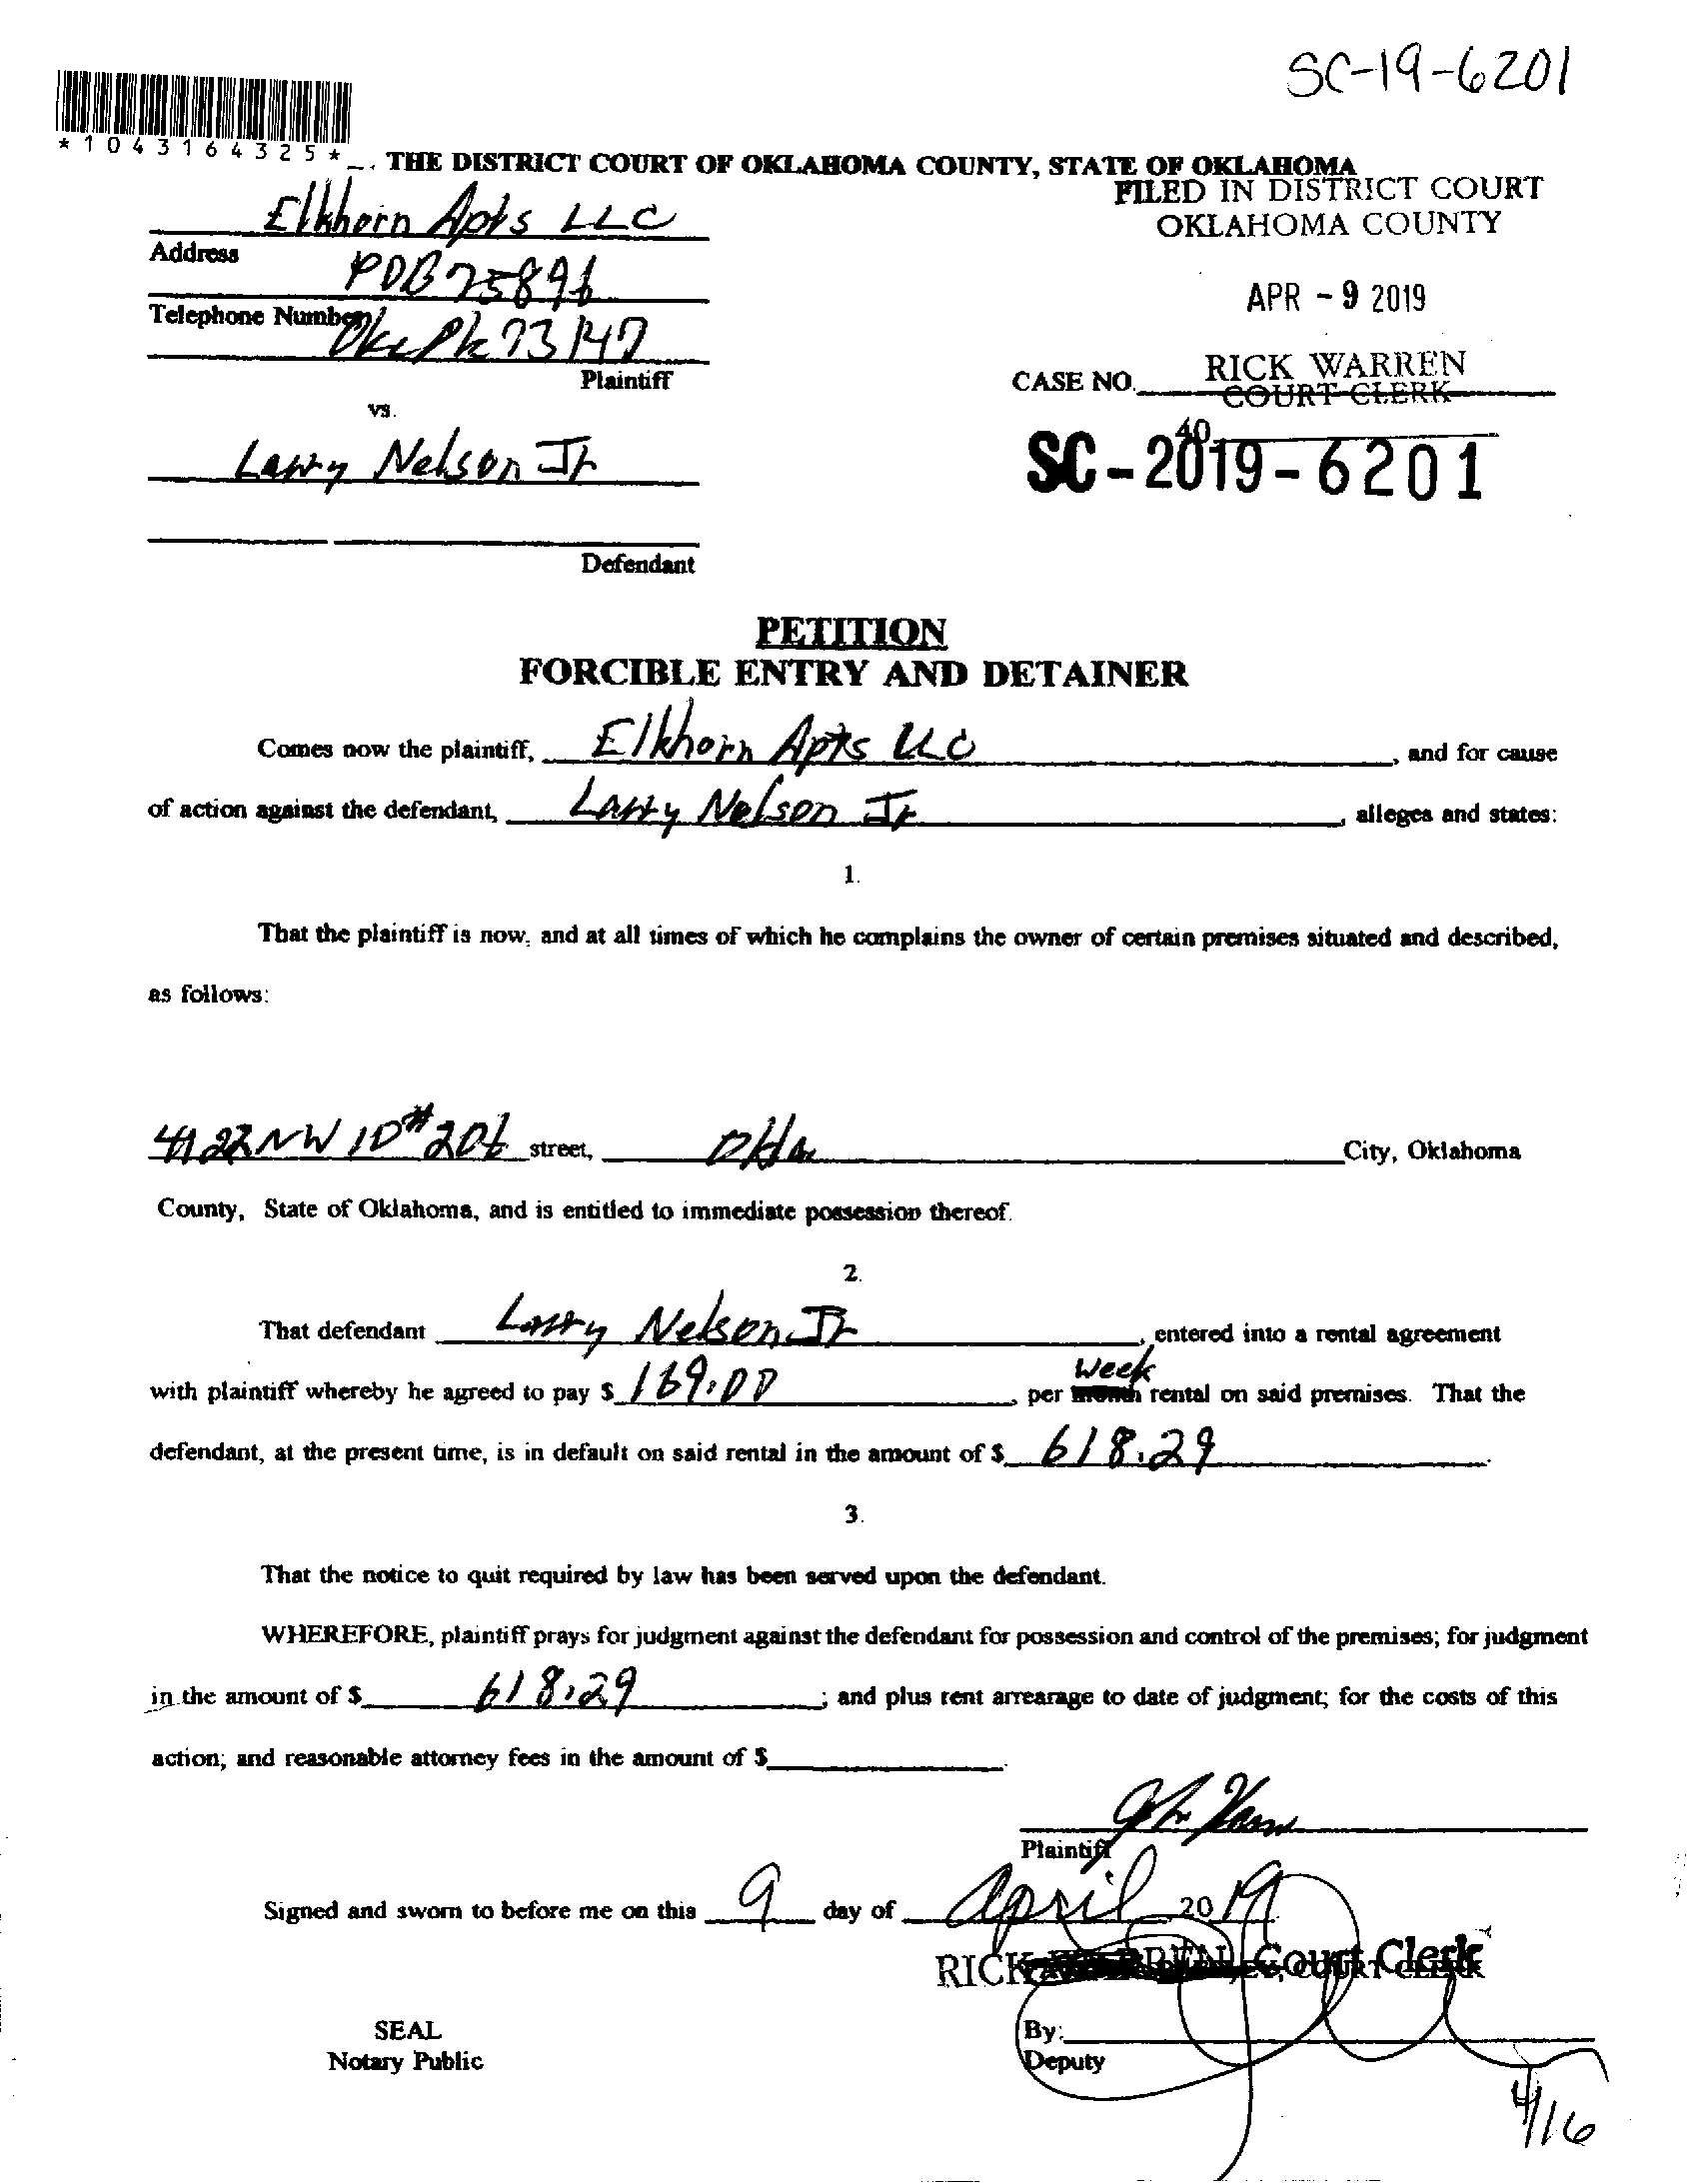 SC-19-6201
*1043164325*
THE DISTRICT COURT OF OKLAHOMA COUNTY, STATE OF OKLAHOMA
FILED IN DISTRICT COURT
OKLAHOMA COUNTY
Elkhorn Apts LLC
Address
POB 75896
APR - 9 2019
Telephone Number
Okc Ok 73147
Plaintiff
RICK WARREN
CASE NO.
COURT CLERK
vs.
40
SC-2019-6201
Larry Nelson Jr
Defendant
PETITION
FORCIBLE ENTRY AND DETAINER
Comes now the plaintiff, Elkhorn Apts LLC, and for cause
of action against the defendant, Larry Nelson Jr, alleges and states:
1.
That the plaintiff is now, and at all times of which he complains the owner of certain premises situated and described,
as follows:
4122 NW 10 #206 street, Okla City, Oklahoma
County, State of Oklahoma, and is entitled to immediate possession thereof.
2.
That defendant Larry Nelson Jr, entered into a rental agreement
week
with plaintiff whereby he agreed to pay $ 169.00, per month rental on said premises. That the
defendant, at the present time, is in default on said rental in the amount of $ 618.29.
3.
That the notice to quit required by law has been served upon the defendant.
WHEREFORE, plaintiff prays for judgment against the defendant for possession and control of the premises; for judgment
in the amount of $ 618.29; and plus rent arrearage to date of judgment; for the costs of this
action; and reasonable attorney fees in the amount of $
Plaintiff
Signed and sworn to before me on this 9 day of April 2019
RICK WARREN, Court Clerk
SEAL
By:
Notary Public
Deputy
4/16